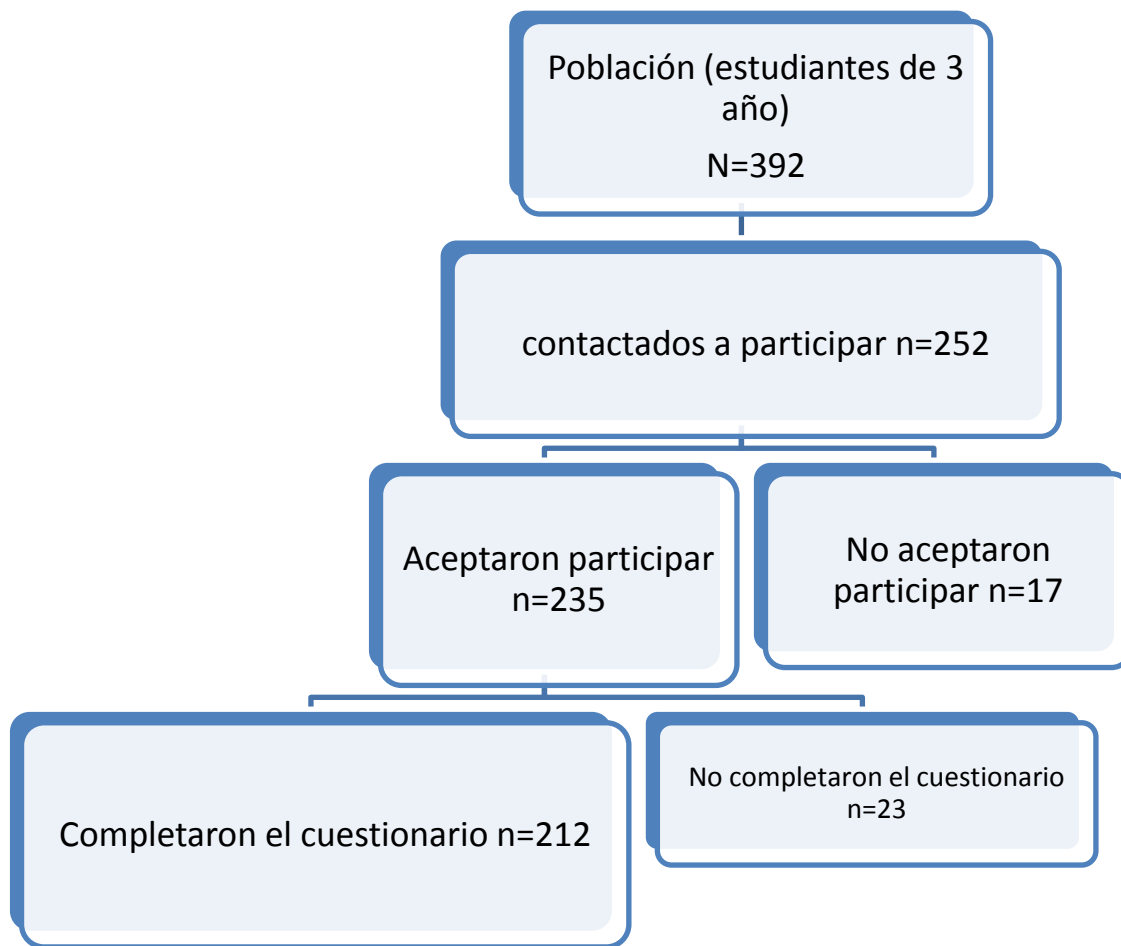 Población (estudiantes de 3
año)
N=392
contactados a participar n=252
Aceptaron participar
n=235
No aceptaron
participar n=17
Completaron el cuestionario n=212
No completaron el cuestionario
n=23